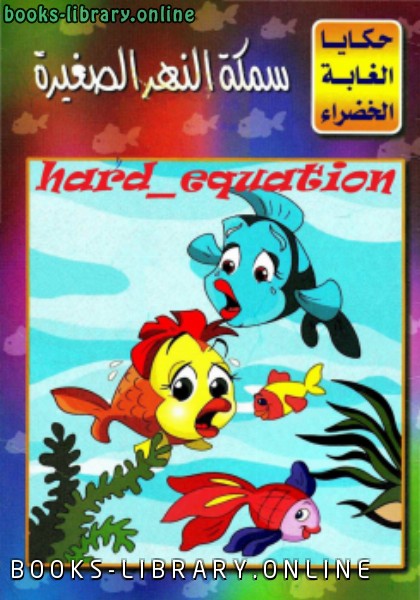 books-library.online
حكايا
الغابة
الخضراء
سمكة النهر الصغيرة
hard_equation
BOOKS-LIBRARY.ONLINE